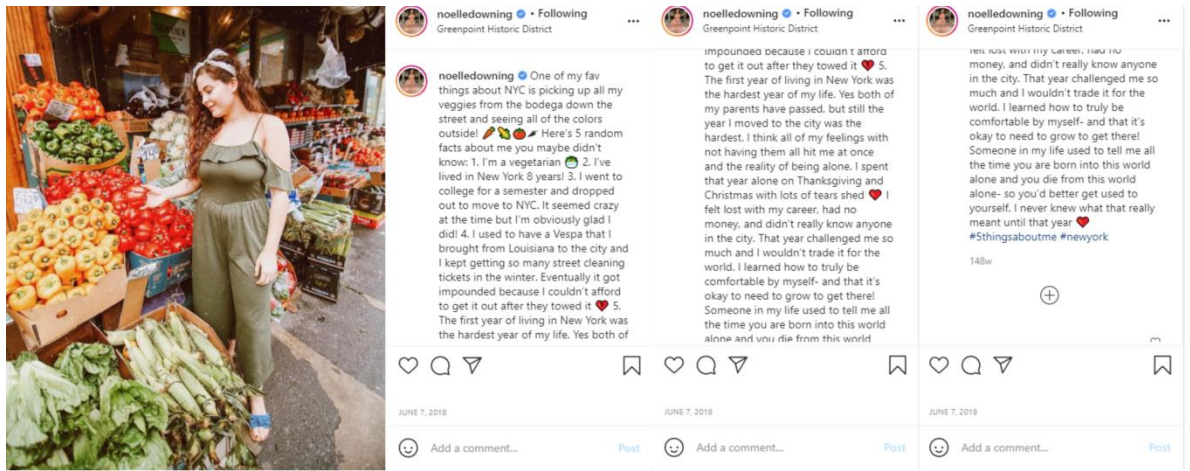 noelledowning • Following
Greenpoint Historic District
noelledowning One of my fav
things about NYC is picking up all my
veggies from the bodega down the
street and seeing all of the colors
outside! 🥕🌽🍅🌶 Here's 5 random
facts about me you maybe didn't
know: 1. I'm a vegetarian 🥗 2. I've
lived in New York 8 years! 3. I went to
college for a semester and dropped
out to move to NYC. It seemed crazy
at the time but I'm obviously glad I
did! 4. I used to have a Vespa that I
brought from Louisiana to the city and
I kept getting so many street cleaning
tickets in the winter. Eventually it got
impounded because I couldn't afford
to get it out after they towed it 💔 5.
The first year of living in New York was
the hardest year of my life. Yes both of
JUNE 7, 2018
Add a comment...
Post
noelledowning • Following
Greenpoint Historic District
impounded because I couldn't afford
to get it out after they towed it 💔 5.
The first year of living in New York was
the hardest year of my life. Yes both of
my parents have passed, but still the
year I moved to the city was the
hardest. I think all of my feelings with
not having them all hit me at once
and the reality of being alone. I spent
that year alone on Thanksgiving and
Christmas with lots of tears shed ❤️ I
felt lost with my career, had no
money, and didn't really know anyone
in the city. That year challenged me so
much and I wouldn't trade it for the
world. I learned how to truly be
comfortable by myself- and that it's
okay to need to grow to get there!
Someone in my life used to tell me all
the time you are born into this world
alone and you die from this world
JUNE 7, 2018
Add a comment...
Post
noelledowning • Following
Greenpoint Historic District
felt lost with my career, had no
money, and didn't really know anyone
in the city. That year challenged me so
much and I wouldn't trade it for the
world. I learned how to truly be
comfortable by myself- and that it's
okay to need to grow to get there!
Someone in my life used to tell me all
the time you are born into this world
alone and you die from this world
alone- so you'd better get used to
yourself. I never knew what that really
meant until that year ❤️
#5thingsaboutme #newyork
148w
JUNE 7, 2018
Add a comment...
Post